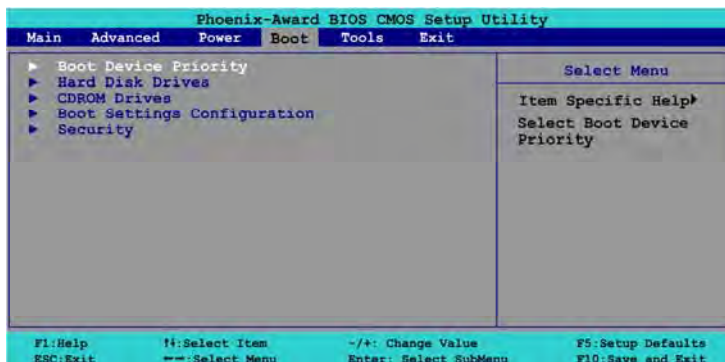 Phoenix-Award BIOS CMOS Setup Utility
Main Advanced Power Boot Tools Exit
▶ Boot Device Priority
▶ Hard Disk Drives
▶ CDROM Drives
▶ Boot Settings Configuration
▶ Security
Select Menu
Item Specific Help▶
Select Boot Device
Priority
F1:Help ↑↓:Select Item -/+: Change Value F5:Setup Defaults
ESC:Exit ←→:Select Menu Enter: Select SubMenu F10:Save and Exit